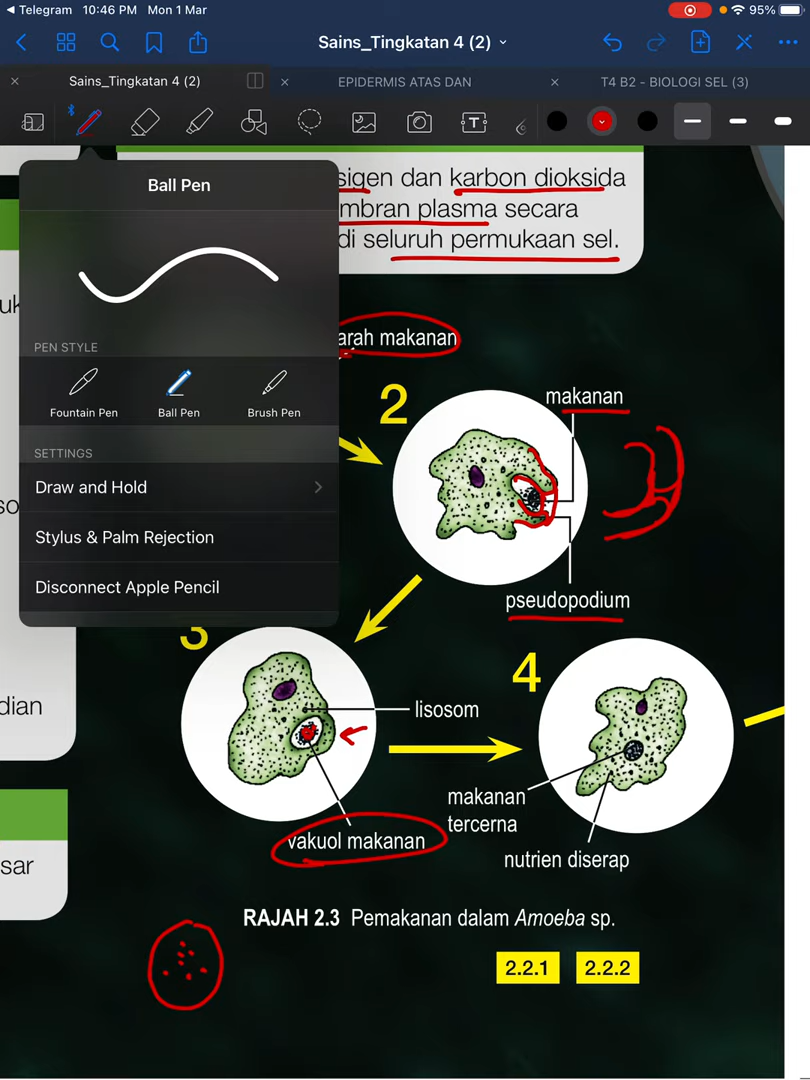 Telegram 10:46 PM Mon 1 Mar 95%
Sains_Tingkatan 4 (2)
Sains_Tingkatan 4 (2)
EPIDERMIS ATAS DAN
T4 B2 - BIOLOGI SEL (3)
T
Ball Pen
PEN STYLE
Fountain Pen
Ball Pen
Brush Pen
SETTINGS
Draw and Hold
Stylus & Palm Rejection
Disconnect Apple Pencil
sigen dan karbon dioksida
mbran plasma secara
di seluruh permukaan sel.
arah makanan
2
makanan
pseudopodium
3
lisosom
vakuol makanan
4
makanan
tercerna
nutrien diserap
dian
sar
RAJAH 2.3 Pemakanan dalam Amoeba sp.
2.2.1 2.2.2